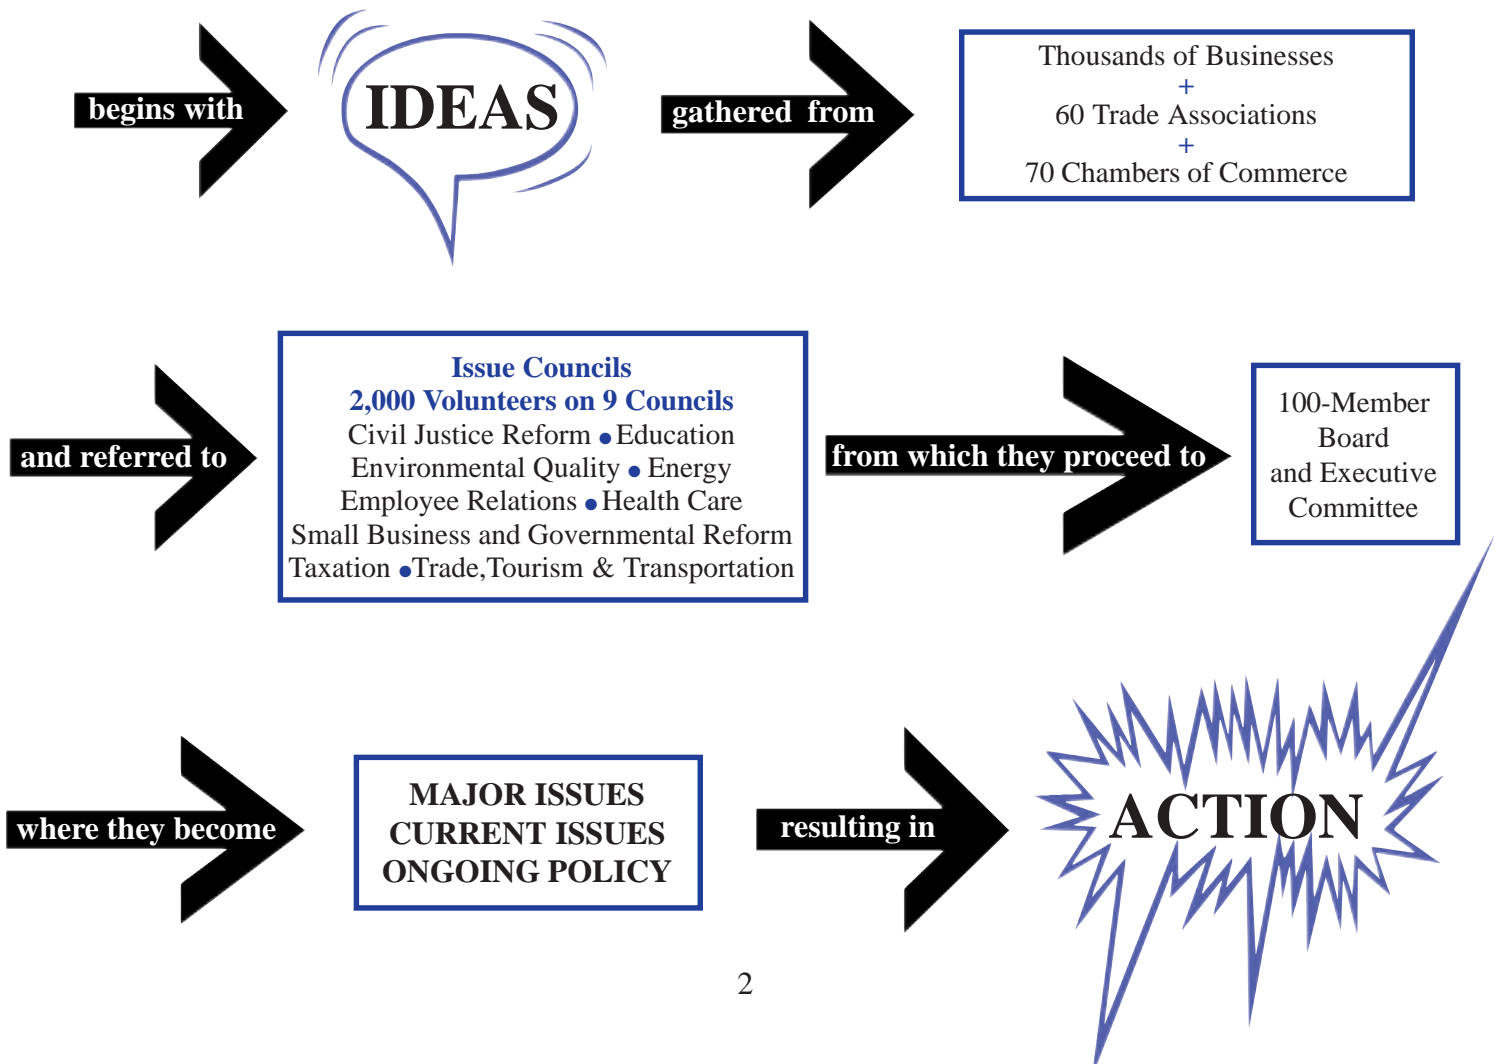 begins with
IDEAS
gathered from
Thousands of Businesses
+
60 Trade Associations
+
70 Chambers of Commerce
and referred to
Issue Councils
2,000 Volunteers on 9 Councils
Civil Justice Reform ● Education
Environmental Quality ● Energy
Employee Relations ● Health Care
Small Business and Governmental Reform
Taxation ●Trade,Tourism & Transportation
from which they proceed to
100-Member
Board
and Executive
Committee
where they become
MAJOR ISSUES
CURRENT ISSUES
ONGOING POLICY
resulting in
ACTION
2